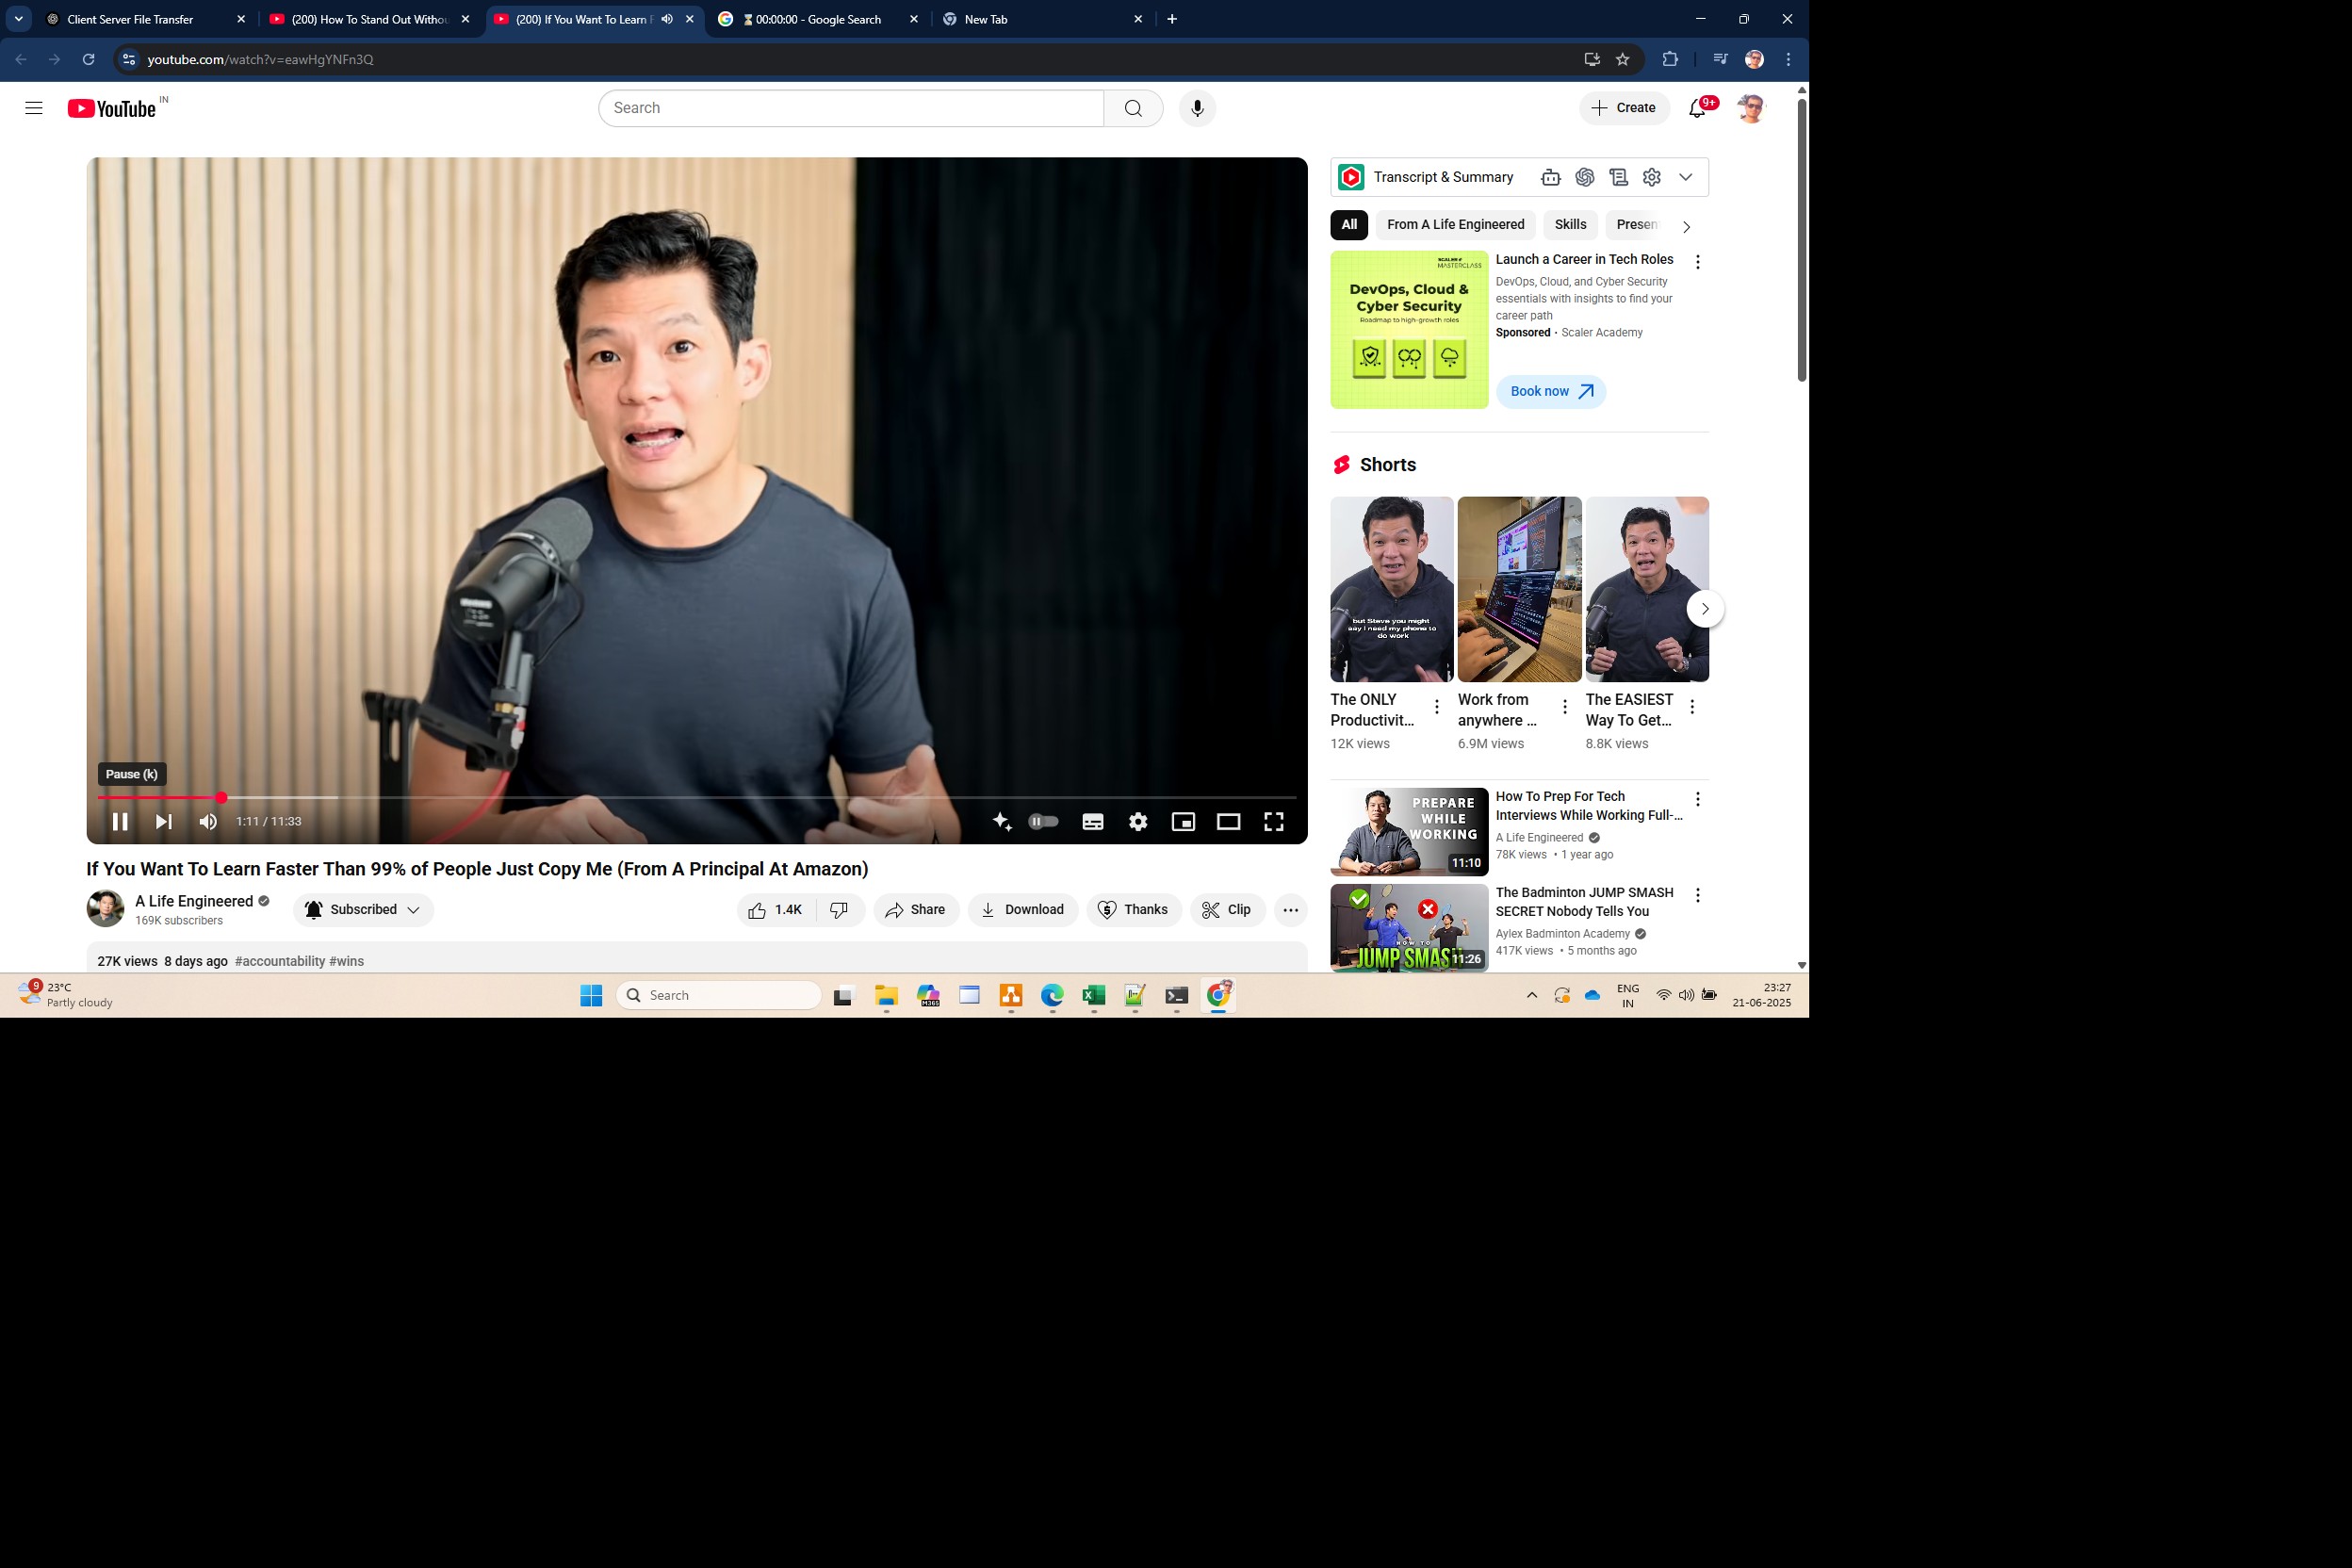 Client Server File Transfer
(200) How To Stand Out Withou
(200) If You Want To Learn F
00:00:00 - Google Search
New Tab
youtube.com/watch?v=eawHgYNFn3Q
YouTube IN
Search
Create
9+
Transcript & Summary
All
From A Life Engineered
Skills
Presen
SCALER
MASTERCLASS
DevOps, Cloud &
Cyber Security
Roadmap to high-growth roles
Launch a Career in Tech Roles
DevOps, Cloud, and Cyber Security
essentials with insights to find your
career path
Sponsored • Scaler Academy
Book now
Shorts
but Steve you might
say I need my phone to
do work
The ONLY
Productivit...
12K views
Work from
anywhere ...
6.9M views
The EASIEST
Way To Get...
8.8K views
Pause (k)
1:11 / 11:33
PREPARE
WHILE
WORKING
11:10
How To Prep For Tech
Interviews While Working Full-...
A Life Engineered
78K views • 1 year ago
If You Want To Learn Faster Than 99% of People Just Copy Me (From A Principal At Amazon)
A Life Engineered
169K subscribers
Subscribed
1.4K
Share
Download
Thanks
Clip
HOW TO
JUMP SMASH
11:26
The Badminton JUMP SMASH
SECRET Nobody Tells You
Aylex Badminton Academy
417K views • 5 months ago
27K views 8 days ago #accountability #wins
9
23°C
Partly cloudy
Search
M365
ENG
IN
23:27
21-06-2025